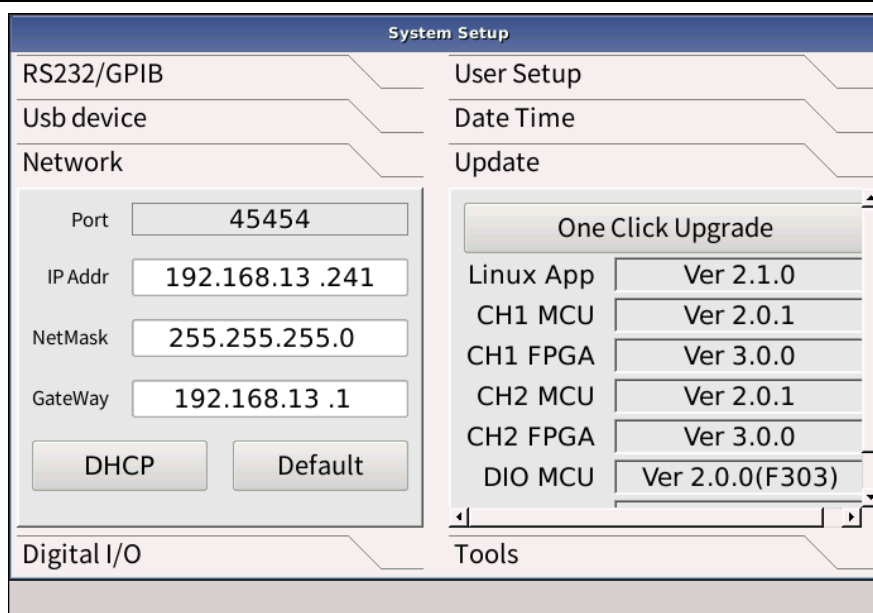 System Setup
RS232/GPIB
Usb device
Network
Port 45454
IP Addr 192.168.13 .241
NetMask 255.255.255.0
GateWay 192.168.13 .1
DHCP Default
Digital I/O
User Setup
Date Time
Update
One Click Upgrade
Linux App Ver 2.1.0
CH1 MCU Ver 2.0.1
CH1 FPGA Ver 3.0.0
CH2 MCU Ver 2.0.1
CH2 FPGA Ver 3.0.0
DIO MCU Ver 2.0.0(F303)
Tools